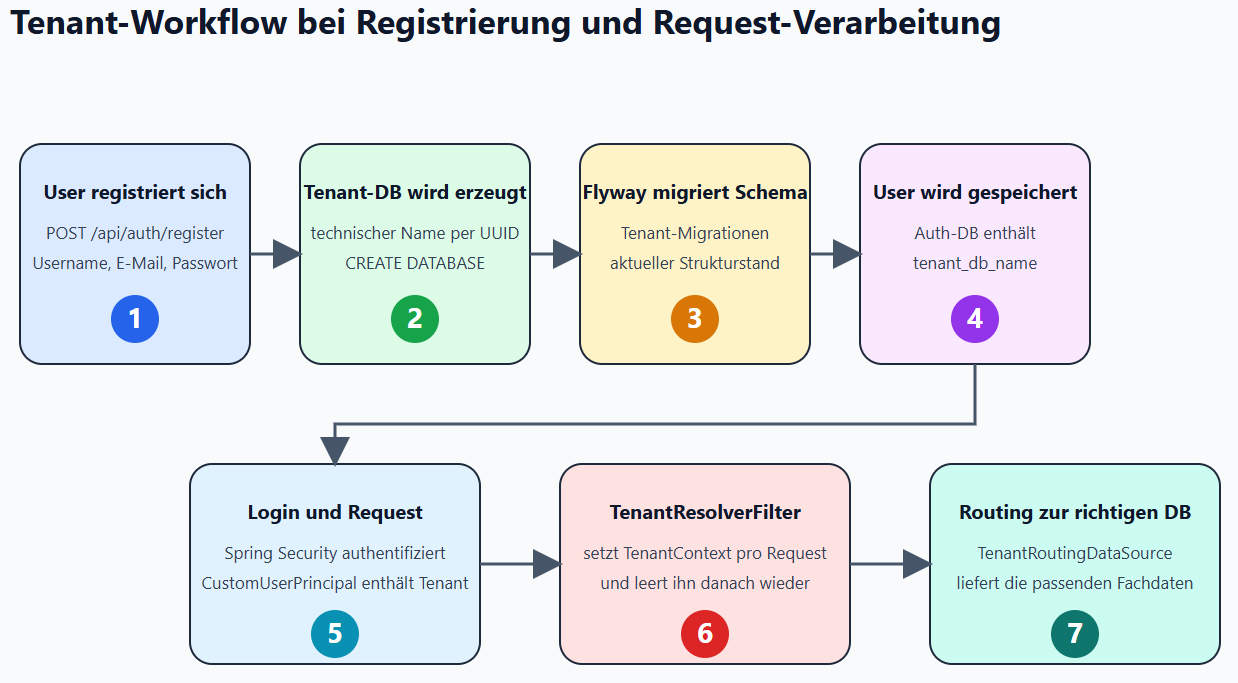 Tenant-Workflow bei Registrierung und Request-Verarbeitung
User registriert sich
POST /api/auth/register
Username, E-Mail, Passwort
1
Tenant-DB wird erzeugt
technischer Name per UUID
CREATE DATABASE
2
Flyway migriert Schema
Tenant-Migrationen
aktueller Strukturstand
3
User wird gespeichert
Auth-DB enthält
tenant_db_name
4
Login und Request
Spring Security authentifiziert
CustomUserPrincipal enthält Tenant
5
TenantResolverFilter
setzt TenantContext pro Request
und leert ihn danach wieder
6
Routing zur richtigen DB
TenantRoutingDataSource
liefert die passenden Fachdaten
7